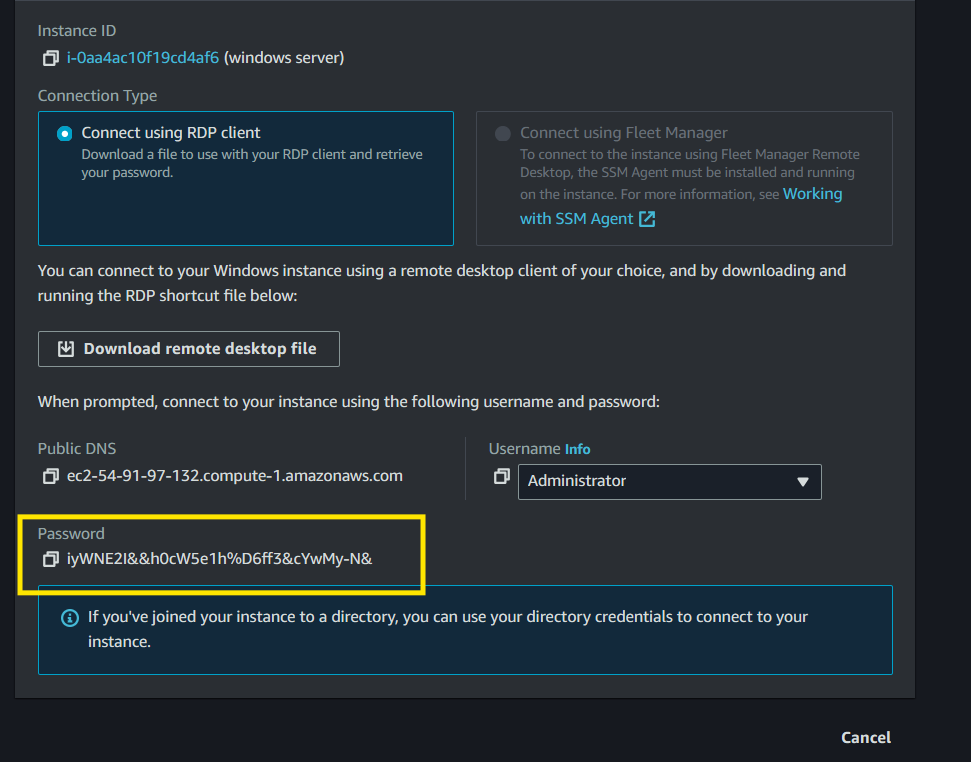 Instance ID
i-0aa4ac10f19cd4af6 (windows server)
Connection Type
Connect using RDP client
Download a file to use with your RDP client and retrieve
your password.
Connect using Fleet Manager
To connect to the instance using Fleet Manager Remote
Desktop, the SSM Agent must be installed and running
on the instance. For more information, see Working
with SSM Agent
You can connect to your Windows instance using a remote desktop client of your choice, and by downloading and
running the RDP shortcut file below:
Download remote desktop file
When prompted, connect to your instance using the following username and password:
Public DNS
ec2-54-91-97-132.compute-1.amazonaws.com
Username Info
Administrator
Password
iyWNE2I&&h0cW5e1h%D6ff3&cYwMy-N&
If you've joined your instance to a directory, you can use your directory credentials to connect to your
instance.
Cancel